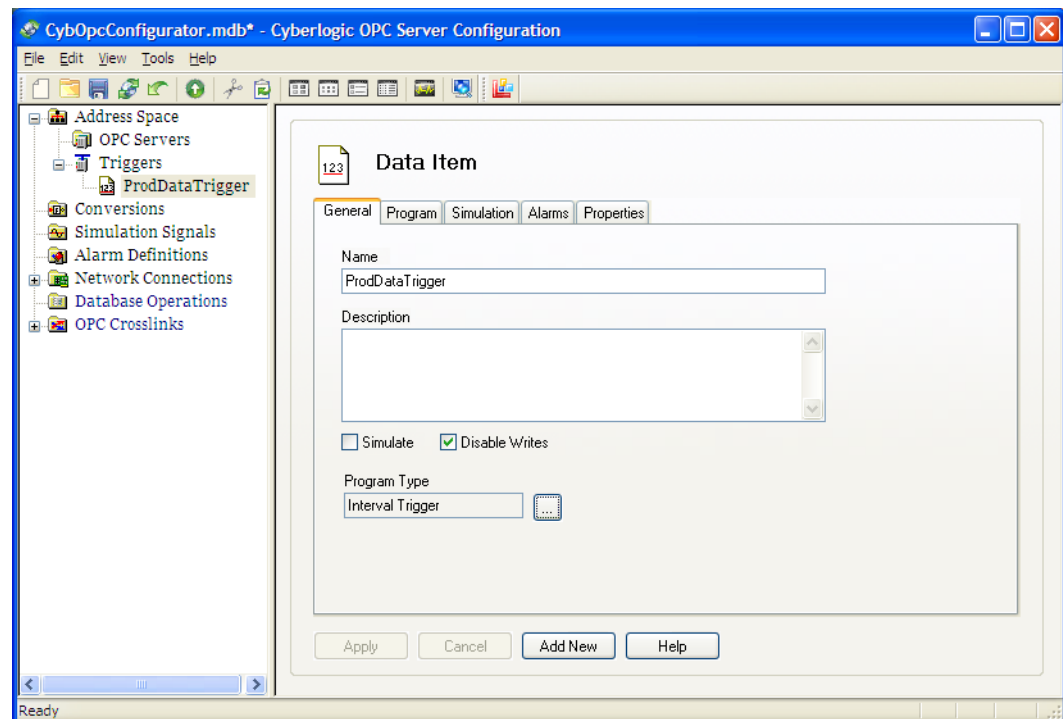 CybOpcConfigurator.mdb* - Cyberlogic OPC Server Configuration
File Edit View Tools Help
Address Space
OPC Servers
Triggers
123 ProdDataTrigger
Conversions
Simulation Signals
Alarm Definitions
Network Connections
Database Operations
OPC Crosslinks
123 Data Item
General Program Simulation Alarms Properties
Name
ProdDataTrigger
Description
Simulate Disable Writes
Program Type
Interval Trigger ...
Apply Cancel Add New Help
Ready